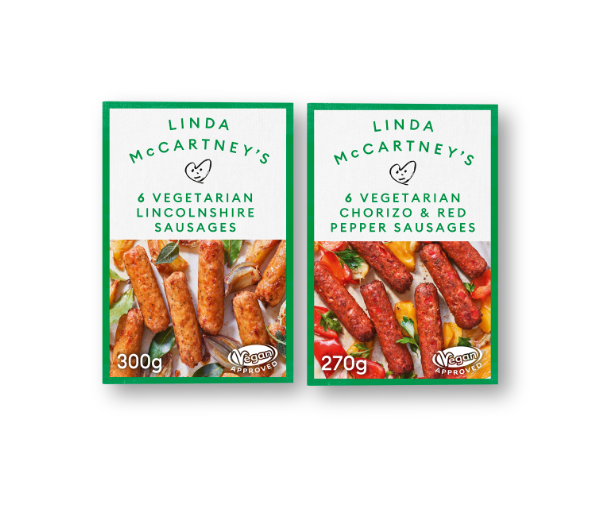 LINDA
McCARTNEY'S
6 VEGETARIAN
LINCOLNSHIRE
SAUSAGES
300g
Vegan
APPROVED
LINDA
McCARTNEY'S
6 VEGETARIAN
CHORIZO & RED
PEPPER SAUSAGES
270g
Vegan
APPROVED